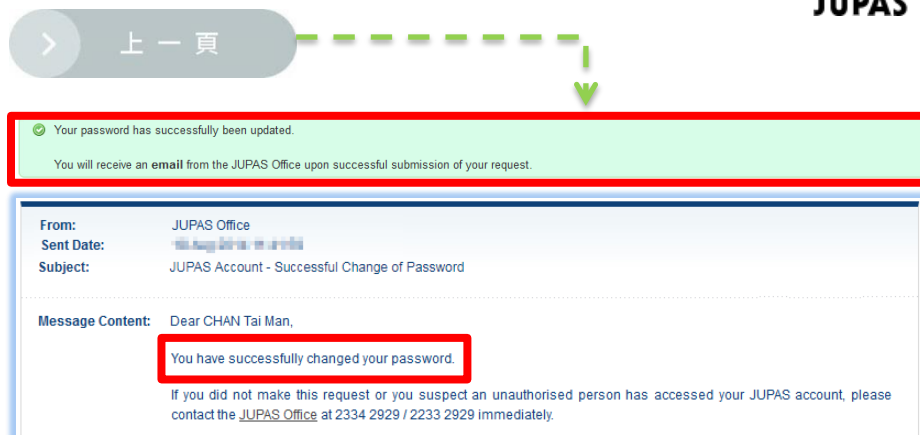 JUPAS
上一頁
Your password has successfully been updated.
You will receive an email from the JUPAS Office upon successful submission of your request.
From: JUPAS Office
Sent Date:
Subject: JUPAS Account - Successful Change of Password
Message Content: Dear CHAN Tai Man,
You have successfully changed your password.
If you did not make this request or you suspect an unauthorised person has accessed your JUPAS account, please
contact the JUPAS Office at 2334 2929 / 2233 2929 immediately.